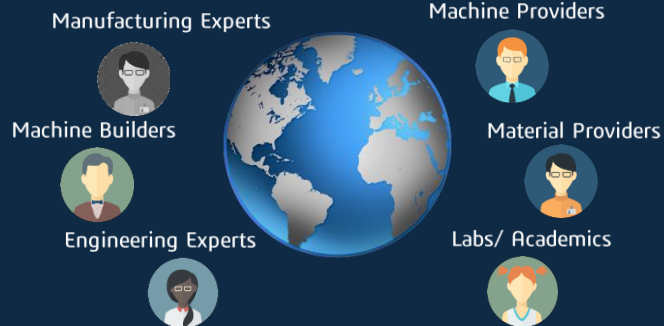 Manufacturing Experts
Machine Providers
Machine Builders
Material Providers
Engineering Experts
Labs/ Academics